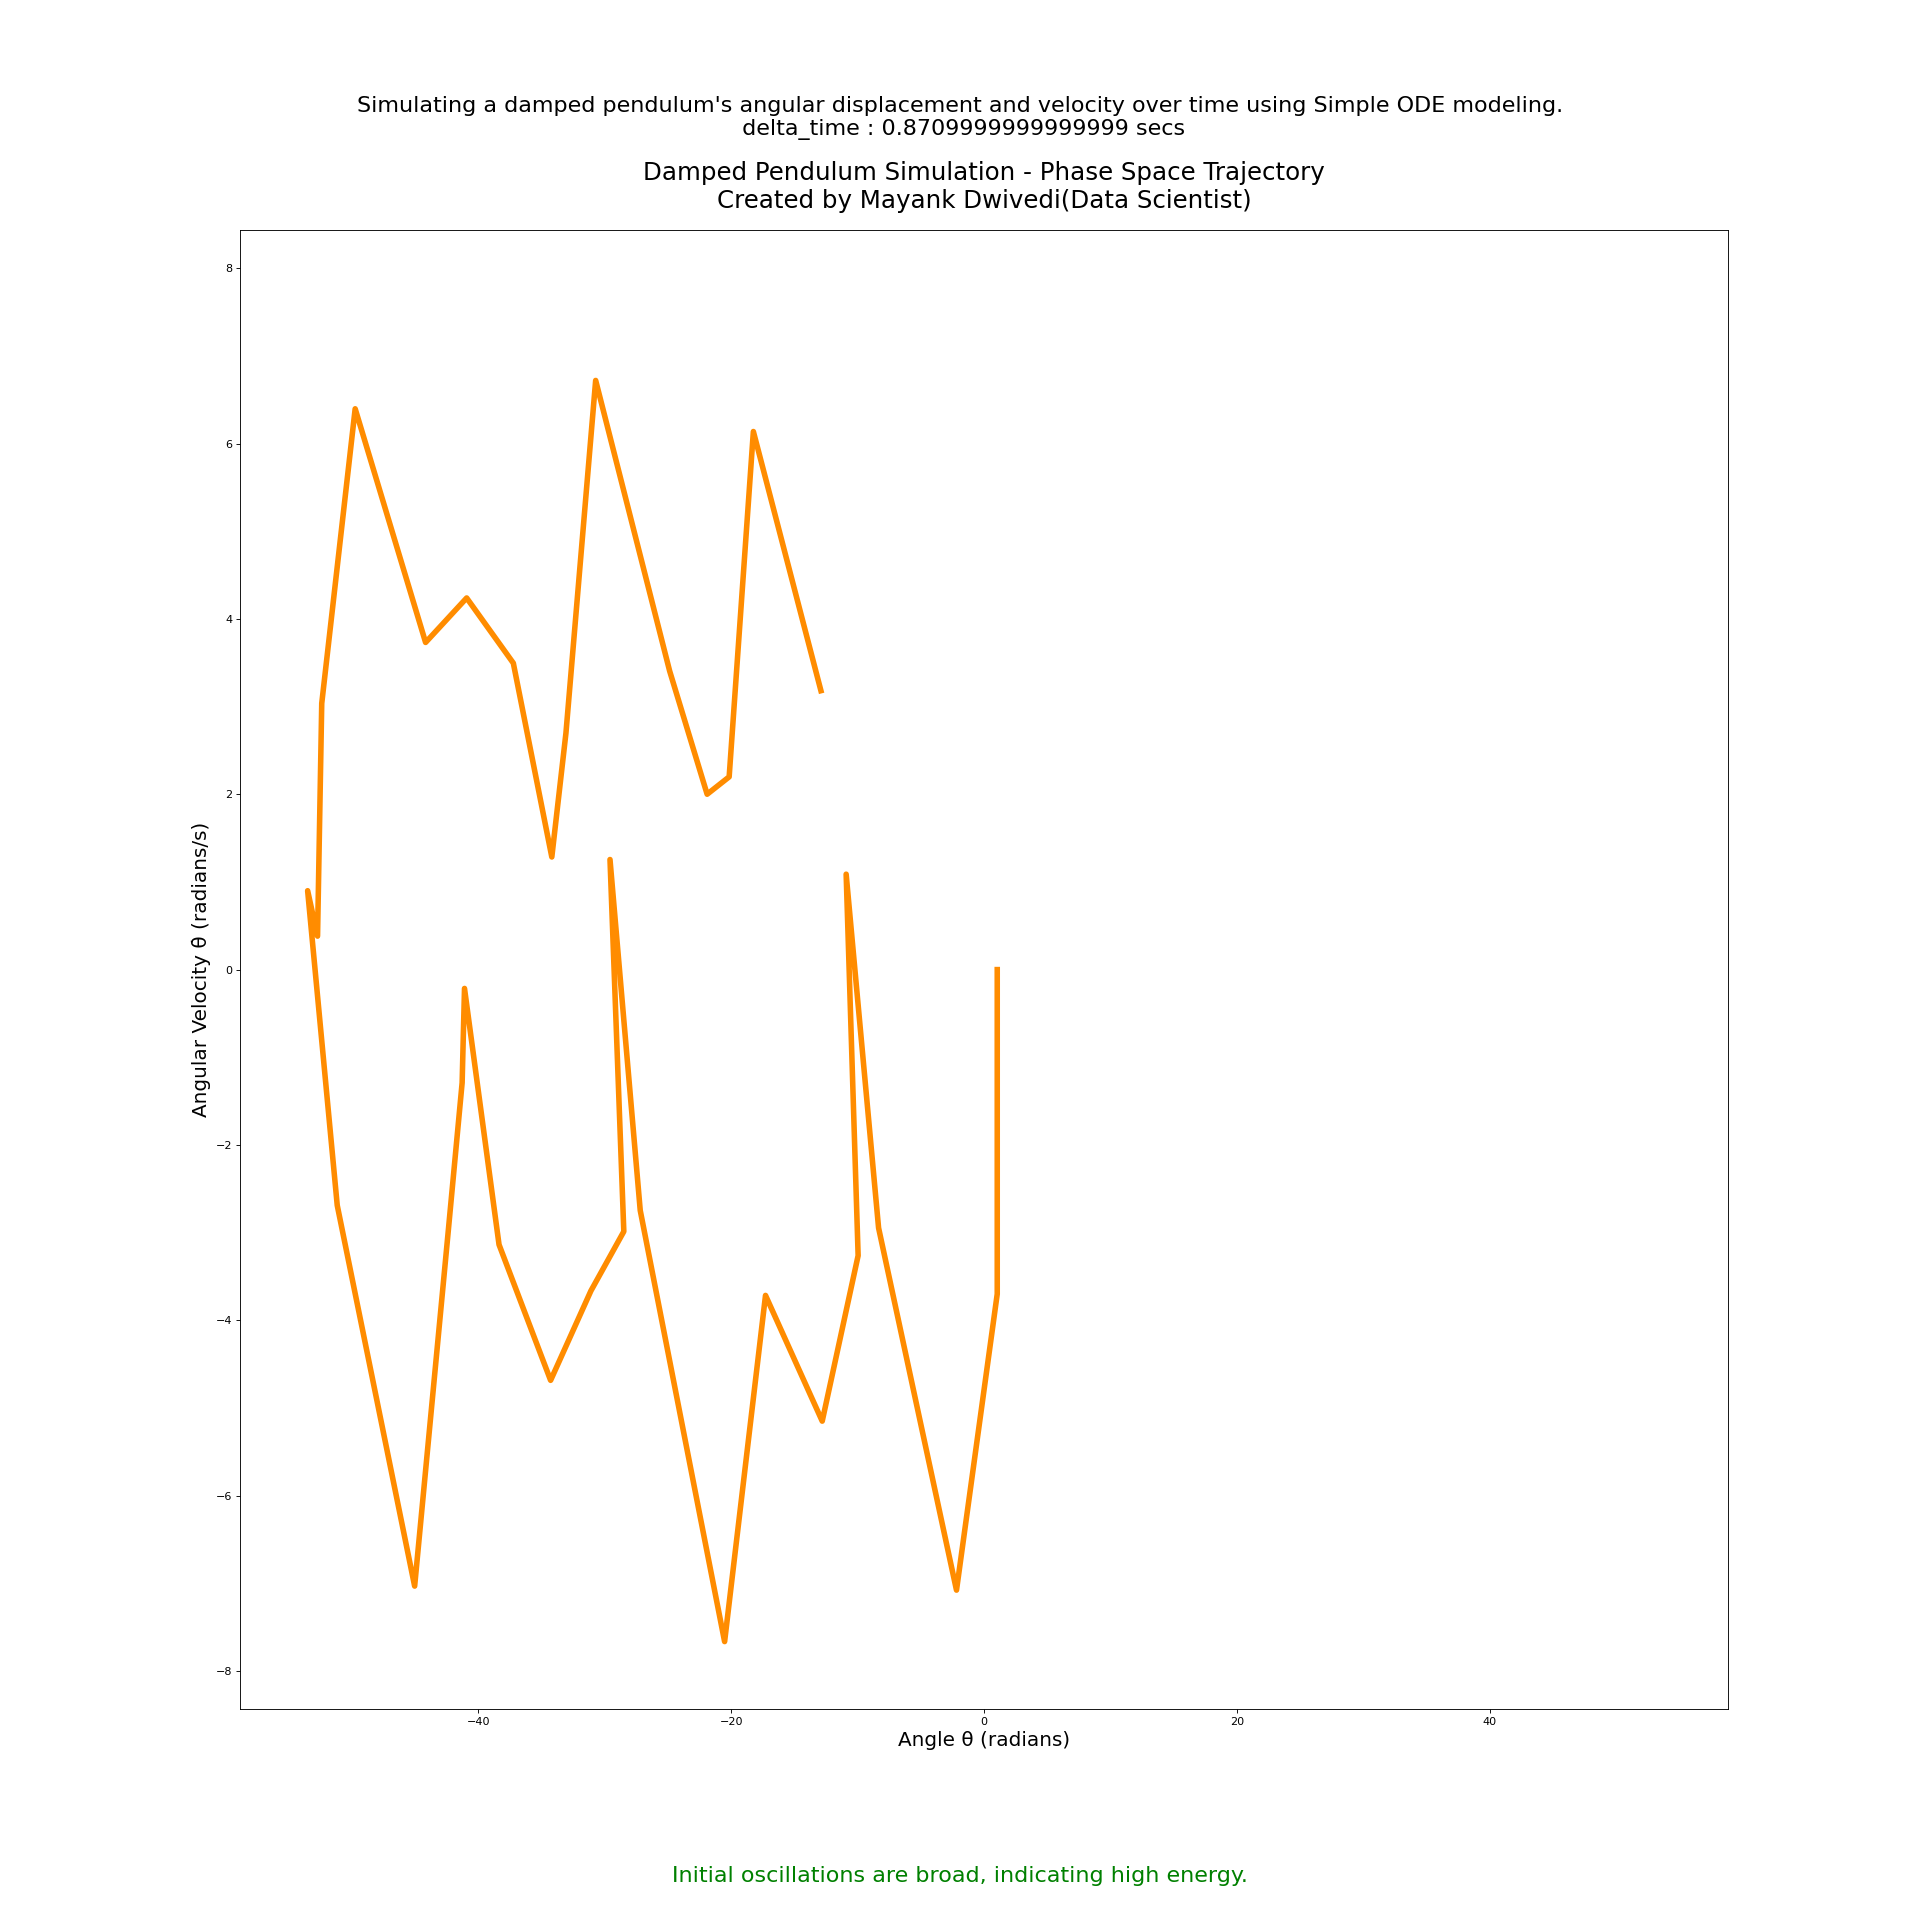 Simulating a damped pendulum's angular displacement and velocity over time using Simple ODE modeling.
delta_time : 0.8709999999999999 secs
Damped Pendulum Simulation - Phase Space Trajectory
Created by Mayank Dwivedi(Data Scientist)
8
6
4
2
0
−2
−4
−6
−8
Angular Velocity θ (radians/s)
−40
−20
0
20
40
Angle θ (radians)
Initial oscillations are broad, indicating high energy.